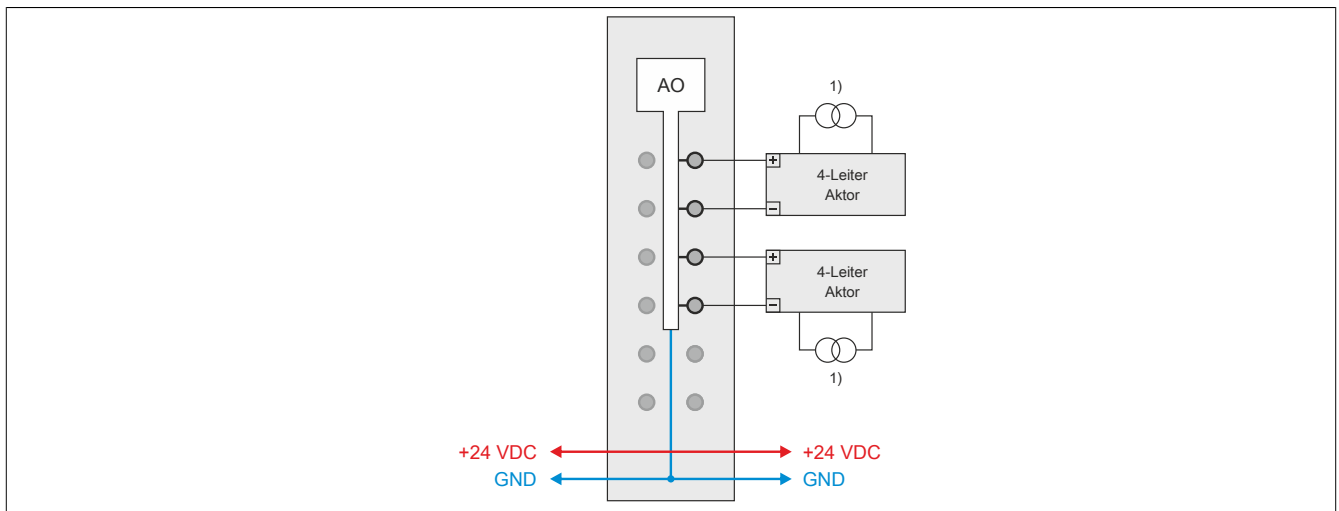 AO
1)
+
4-Leiter
Aktor
−
+
4-Leiter
Aktor
−
1)
+24 VDC
+24 VDC
GND
GND